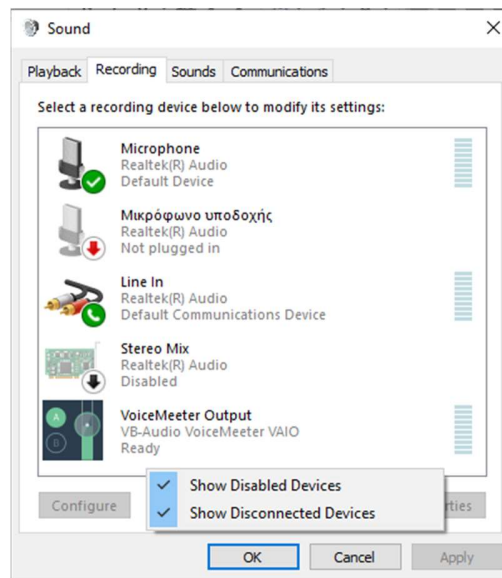 Sound
Playback Recording Sounds Communications
Select a recording device below to modify its settings:
Microphone
Realtek(R) Audio
Default Device
Μικρόφωνο υποδοχής
Realtek(R) Audio
Not plugged in
Line In
Realtek(R) Audio
Default Communications Device
Stereo Mix
Realtek(R) Audio
Disabled
A
B
VoiceMeeter Output
VB-Audio VoiceMeeter VAIO
Ready
Show Disabled Devices
Show Disconnected Devices
Configure rties
OK Cancel Apply